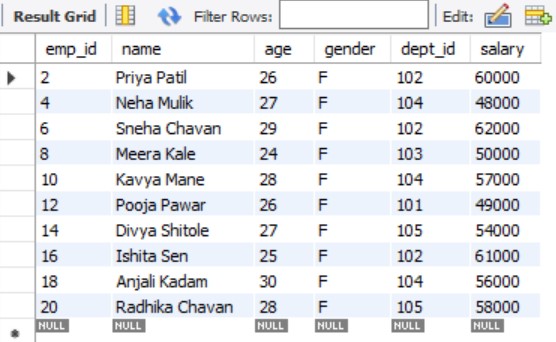 Result Grid Filter Rows: Edit:
emp_id name age gender dept_id salary
2 Priya Patil 26 F 102 60000
4 Neha Mulik 27 F 104 48000
6 Sneha Chavan 29 F 102 62000
8 Meera Kale 24 F 103 50000
10 Kavya Mane 28 F 104 57000
12 Pooja Pawar 26 F 101 49000
14 Divya Shitole 27 F 105 54000
16 Ishita Sen 25 F 102 61000
18 Anjali Kadam 30 F 104 56000
20 Radhika Chavan 28 F 105 58000
NULL NULL NULL NULL NULL NULL